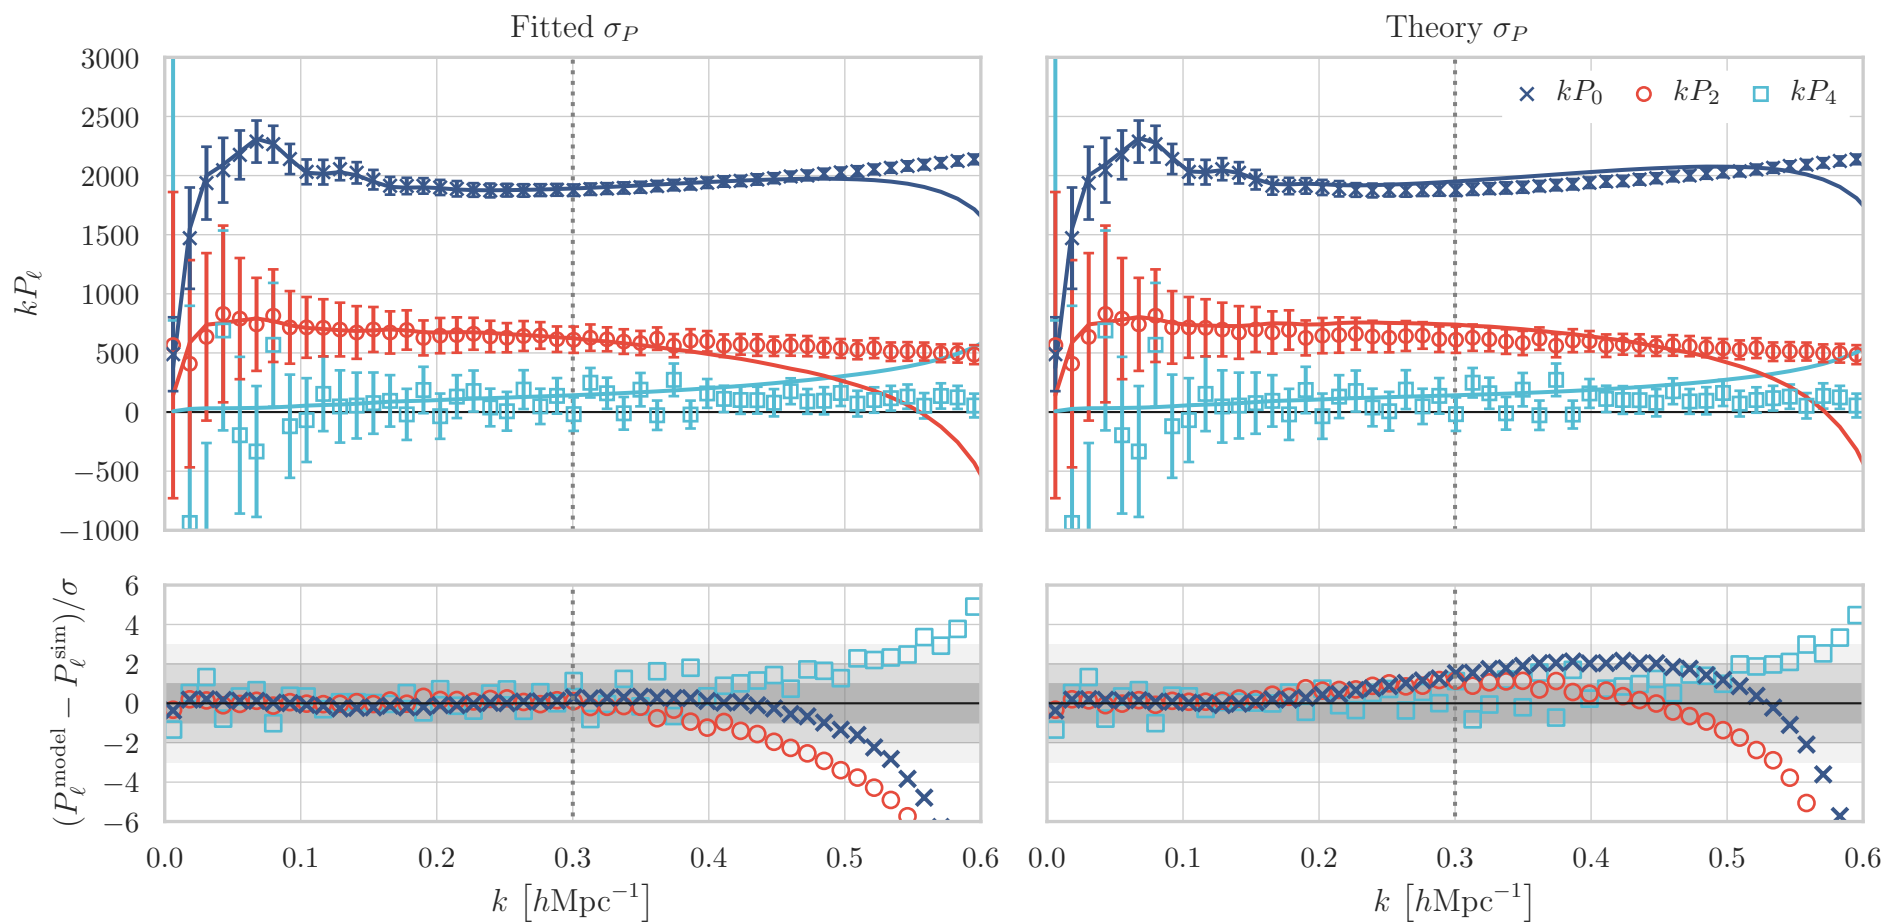 Fitted σ_P
Theory σ_P
3000
2500
2000
1500
1000
500
0
−500
−1000
kP_ℓ
kP_0
kP_2
kP_4
6
4
2
0
−2
−4
−6
(P_ℓ^model − P_ℓ^sim)/σ
0.0 0.1 0.2 0.3 0.4 0.5 0.6
0.0 0.1 0.2 0.3 0.4 0.5 0.6
k [hMpc⁻¹]
k [hMpc⁻¹]